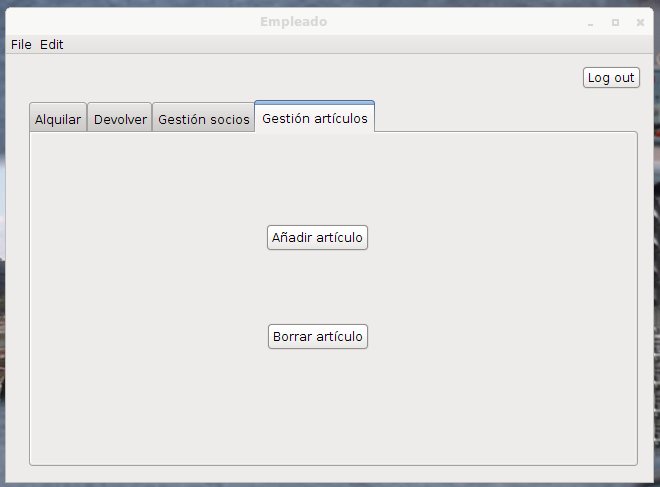 Empleado
File Edit
Log out
Alquilar Devolver Gestión socios Gestión artículos
Añadir artículo
Borrar artículo